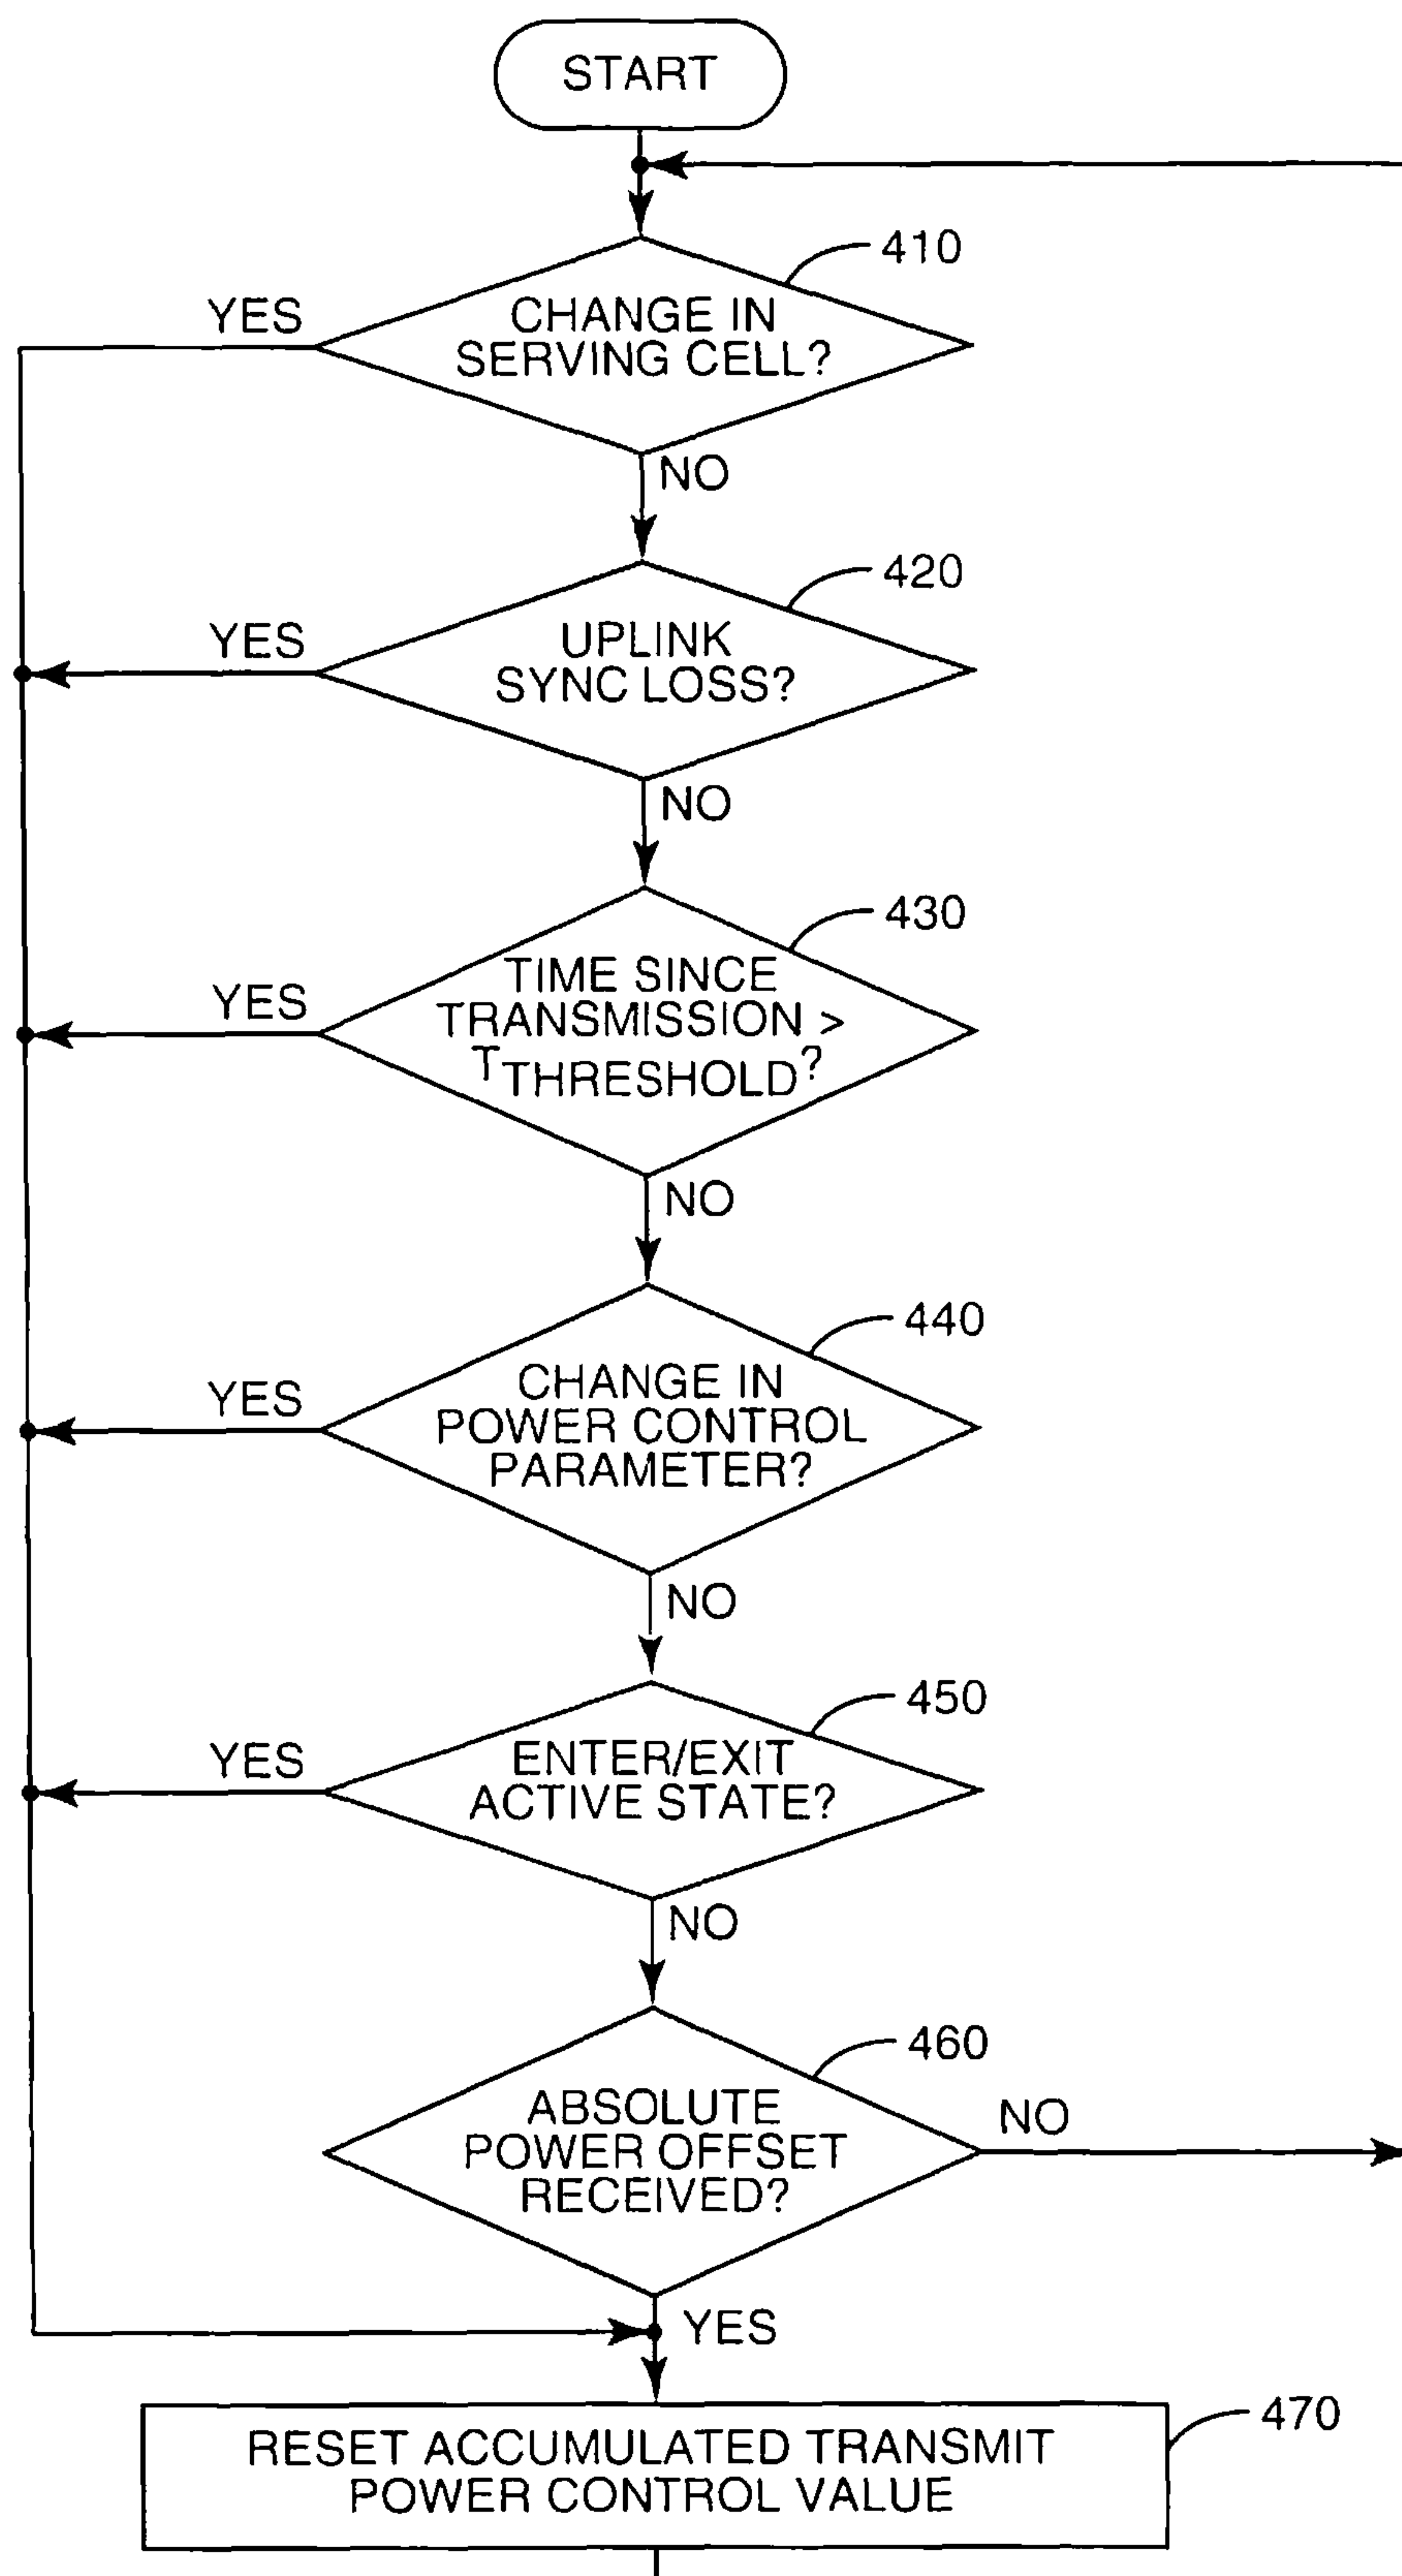 START
410
YES
CHANGE IN
SERVING CELL?
NO
420
YES
UPLINK
SYNC LOSS?
NO
430
YES
TIME SINCE
TRANSMISSION >
TTHRESHOLD?
NO
440
YES
CHANGE IN
POWER CONTROL
PARAMETER?
NO
450
YES
ENTER/EXIT
ACTIVE STATE?
NO
460
ABSOLUTE
POWER OFFSET
RECEIVED?
NO
YES
470
RESET ACCUMULATED TRANSMIT
POWER CONTROL VALUE